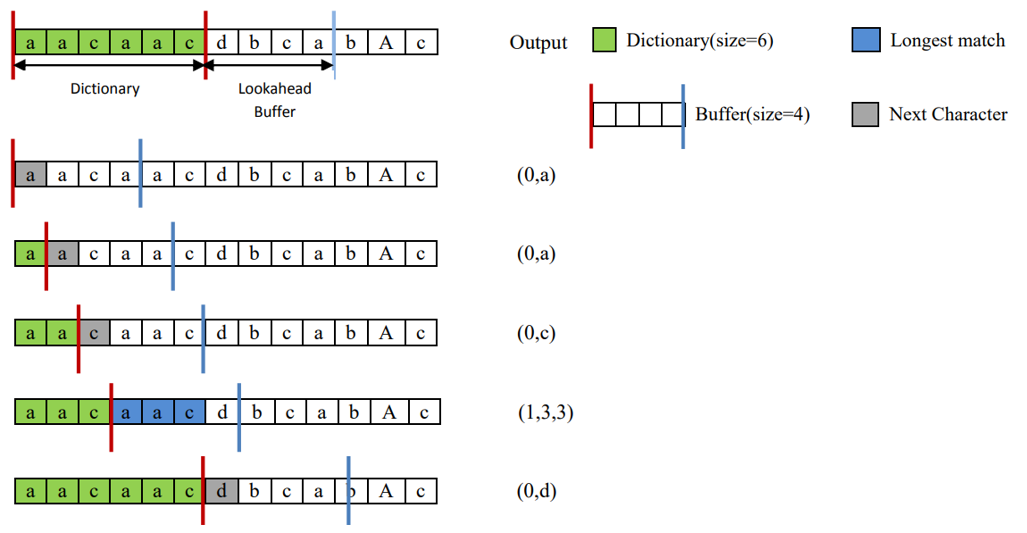 a a c a a c d b c a b A c Output Dictionary(size=6) Longest match
Dictionary Lookahead
Buffer
Buffer(size=4) Next Character
a a c a a c d b c a b A c (0,a)
a a c a a c d b c a b A c (0,a)
a a c a a c d b c a b A c (0,c)
a a c a a c d b c a b A c (1,3,3)
a a c a a c d b c a b A c (0,d)